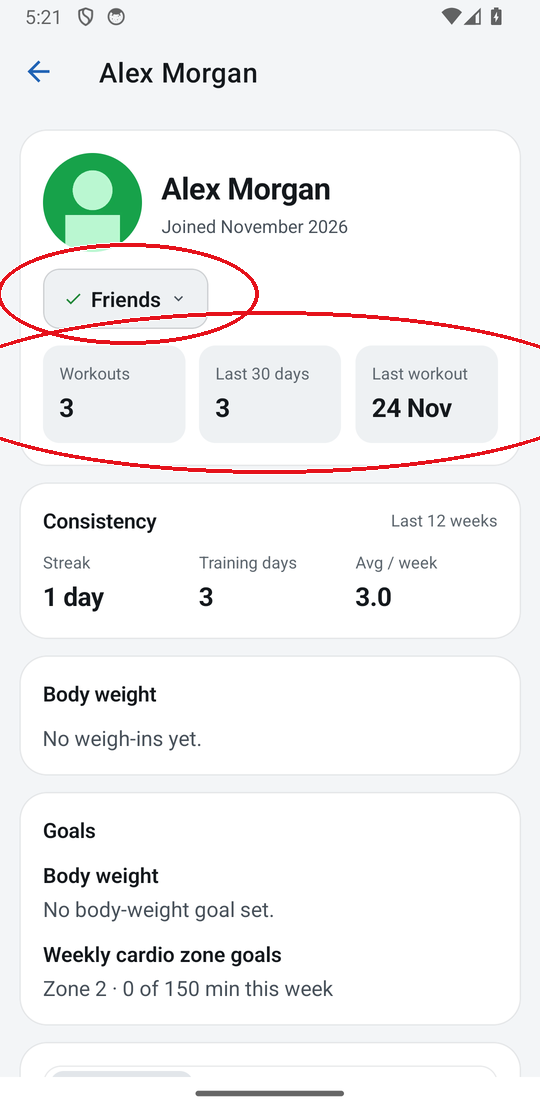 5:21
Alex Morgan
Alex Morgan
Joined November 2026
Friends
Workouts
3
Last 30 days
3
Last workout
24 Nov
Consistency
Last 12 weeks
Streak
1 day
Training days
3
Avg / week
3.0
Body weight
No weigh-ins yet.
Goals
Body weight
No body-weight goal set.
Weekly cardio zone goals
Zone 2 · 0 of 150 min this week